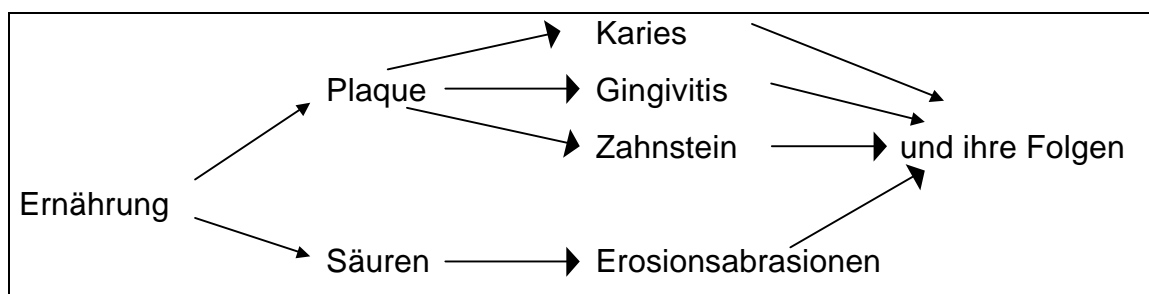 Karies
Plaque
Gingivitis
Zahnstein
und ihre Folgen
Ernährung
Säuren
Erosionsabrasionen